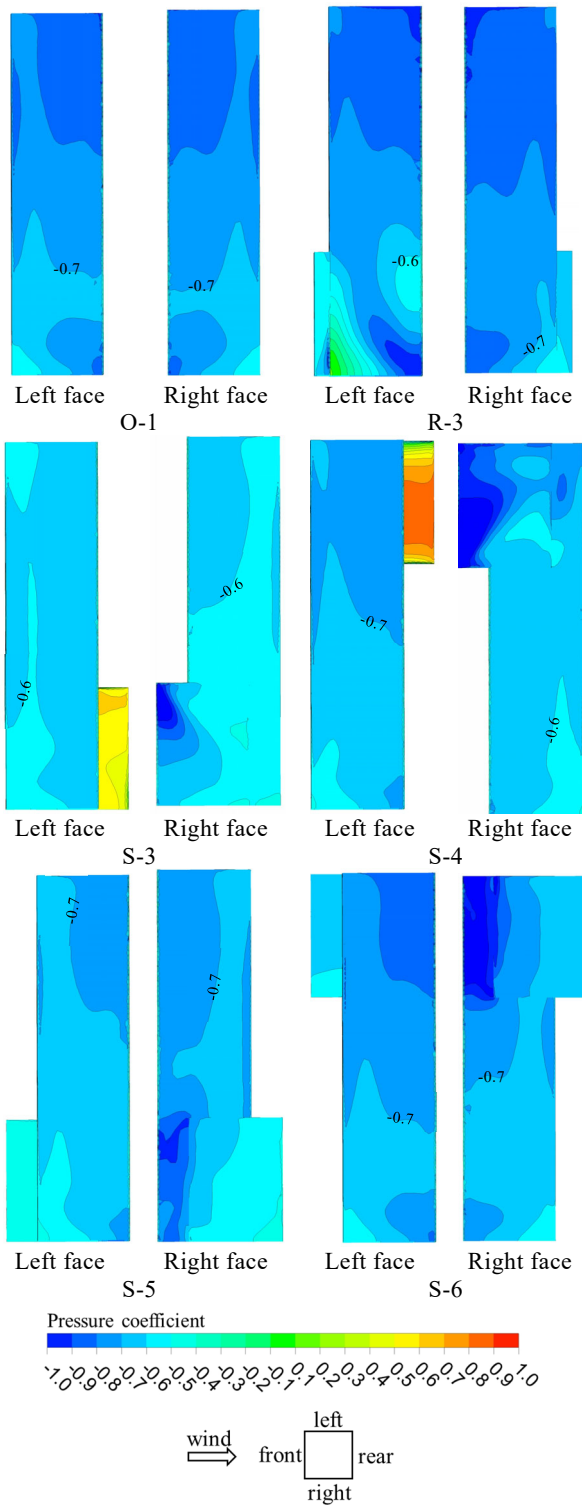 -0.7
-0.7
-0.6
-0.7
Left face Right face Left face Right face
O-1 R-3
-0.6
-0.6
-0.7
-0.6
Left face Right face Left face Right face
S-3 S-4
-0.7
-0.7
-0.7
-0.7
Left face Right face Left face Right face
S-5 S-6
Pressure coefficient
-1.0 -0.9 -0.8 -0.7 -0.6 -0.5 -0.4 -0.3 -0.2 -0.1 0.1 0.2 0.3 0.4 0.5 0.6 0.7 0.8 0.9 1.0
left
wind
front rear
right